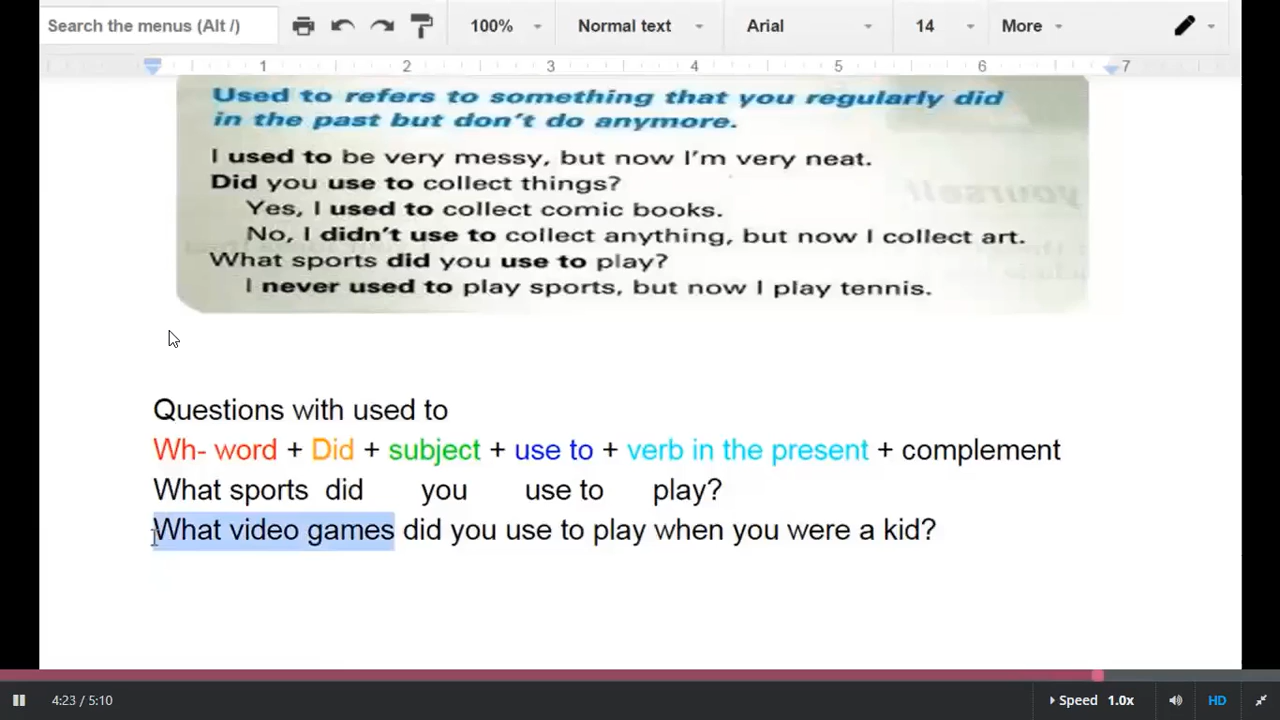 Search the menus (Alt /) 100% Normal text Arial 14 More
1 2 3 4 5 6 7
Used to refers to something that you regularly did
in the past but don't do anymore.
I used to be very messy, but now I'm very neat.
Did you use to collect things?
Yes, I used to collect comic books.
No, I didn't use to collect anything, but now I collect art.
What sports did you use to play?
I never used to play sports, but now I play tennis.
Questions with used to
Wh- word + Did + subject + use to + verb in the present + complement
What sports did you use to play?
What video games did you use to play when you were a kid?
4:23 / 5:10 Speed 1.0x HD